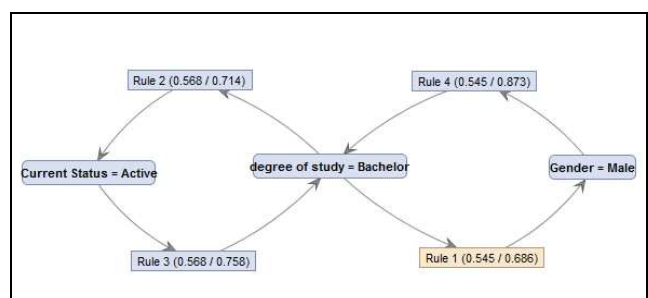 Rule 2 (0.568 / 0.714)
Rule 4 (0.545 / 0.873)
Current Status = Active
degree of study = Bachelor
Gender = Male
Rule 3 (0.568 / 0.758)
Rule 1 (0.545 / 0.686)